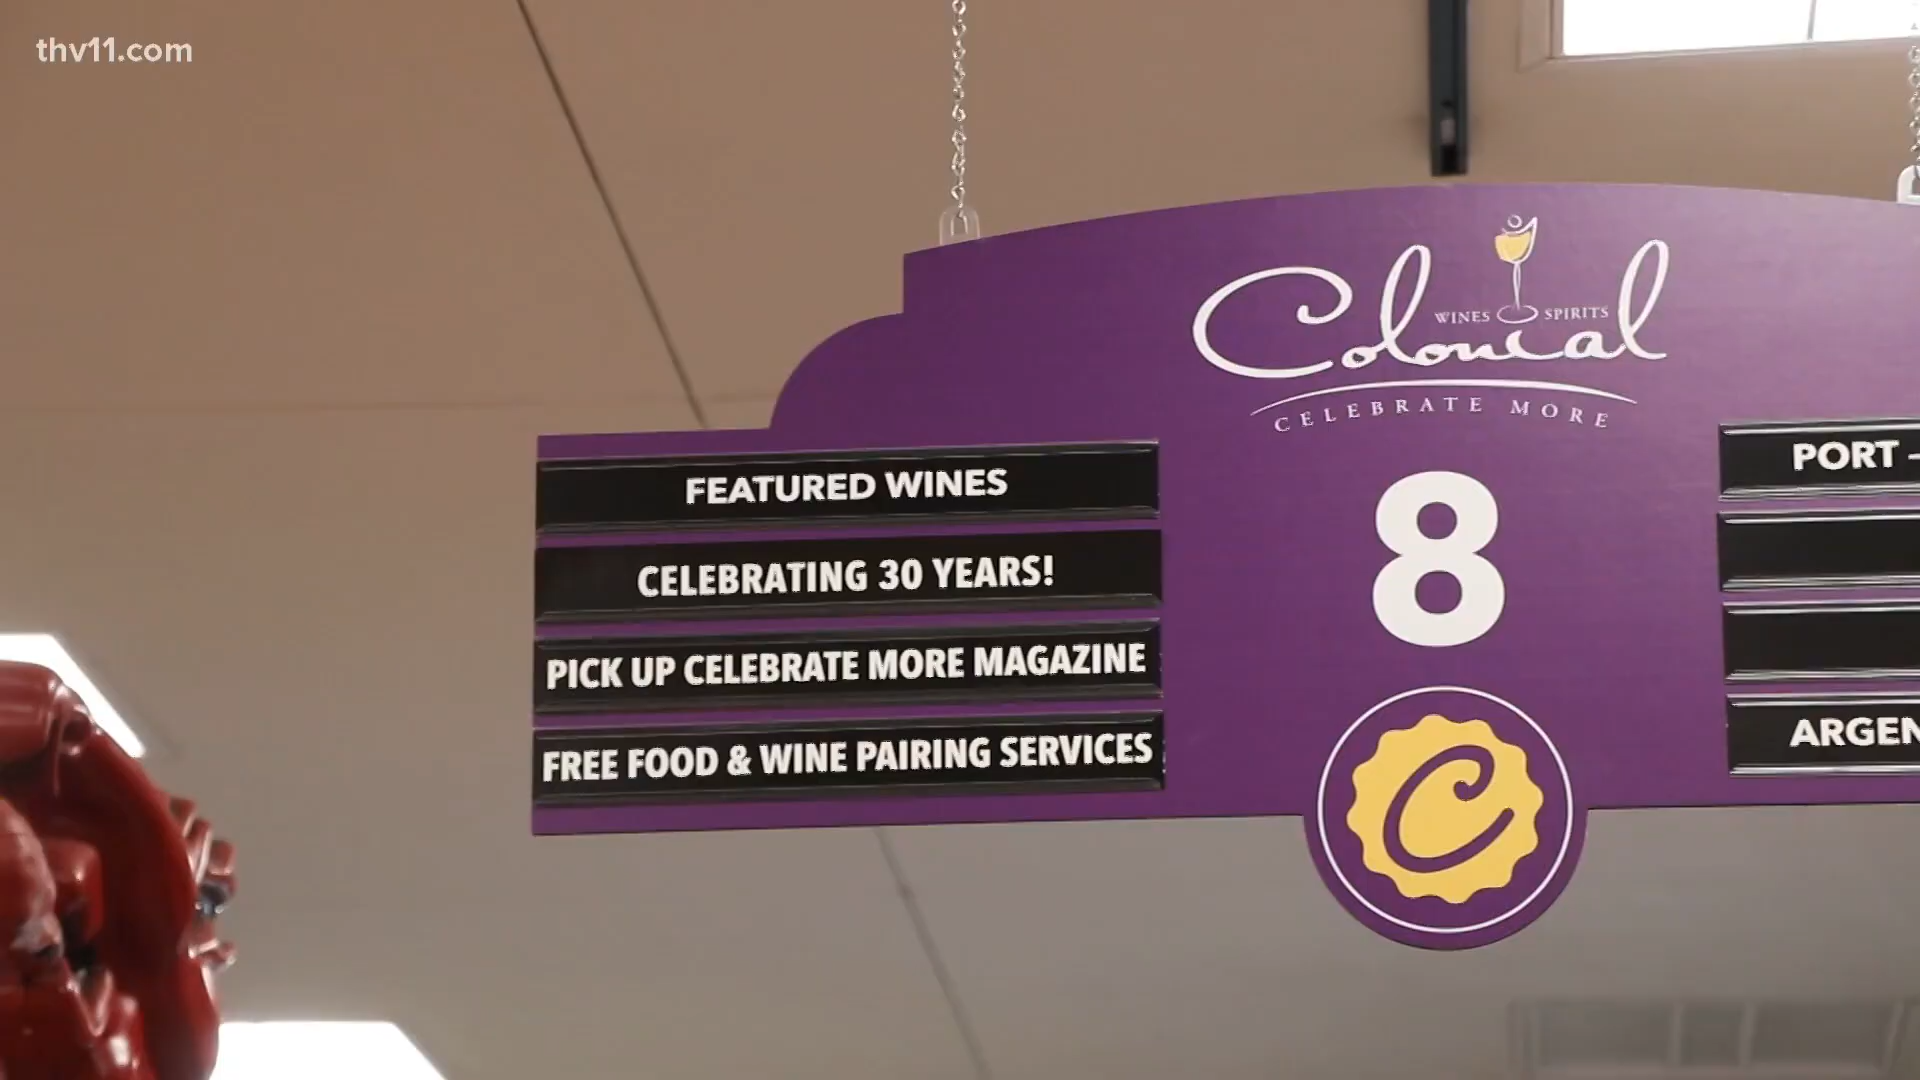 thv11.com
Colonial
WINES SPIRITS
CELEBRATE MORE
FEATURED WINES
CELEBRATING 30 YEARS!
PICK UP CELEBRATE MORE MAGAZINE
FREE FOOD & WINE PAIRING SERVICES
8
C
PORT -
ARGEN